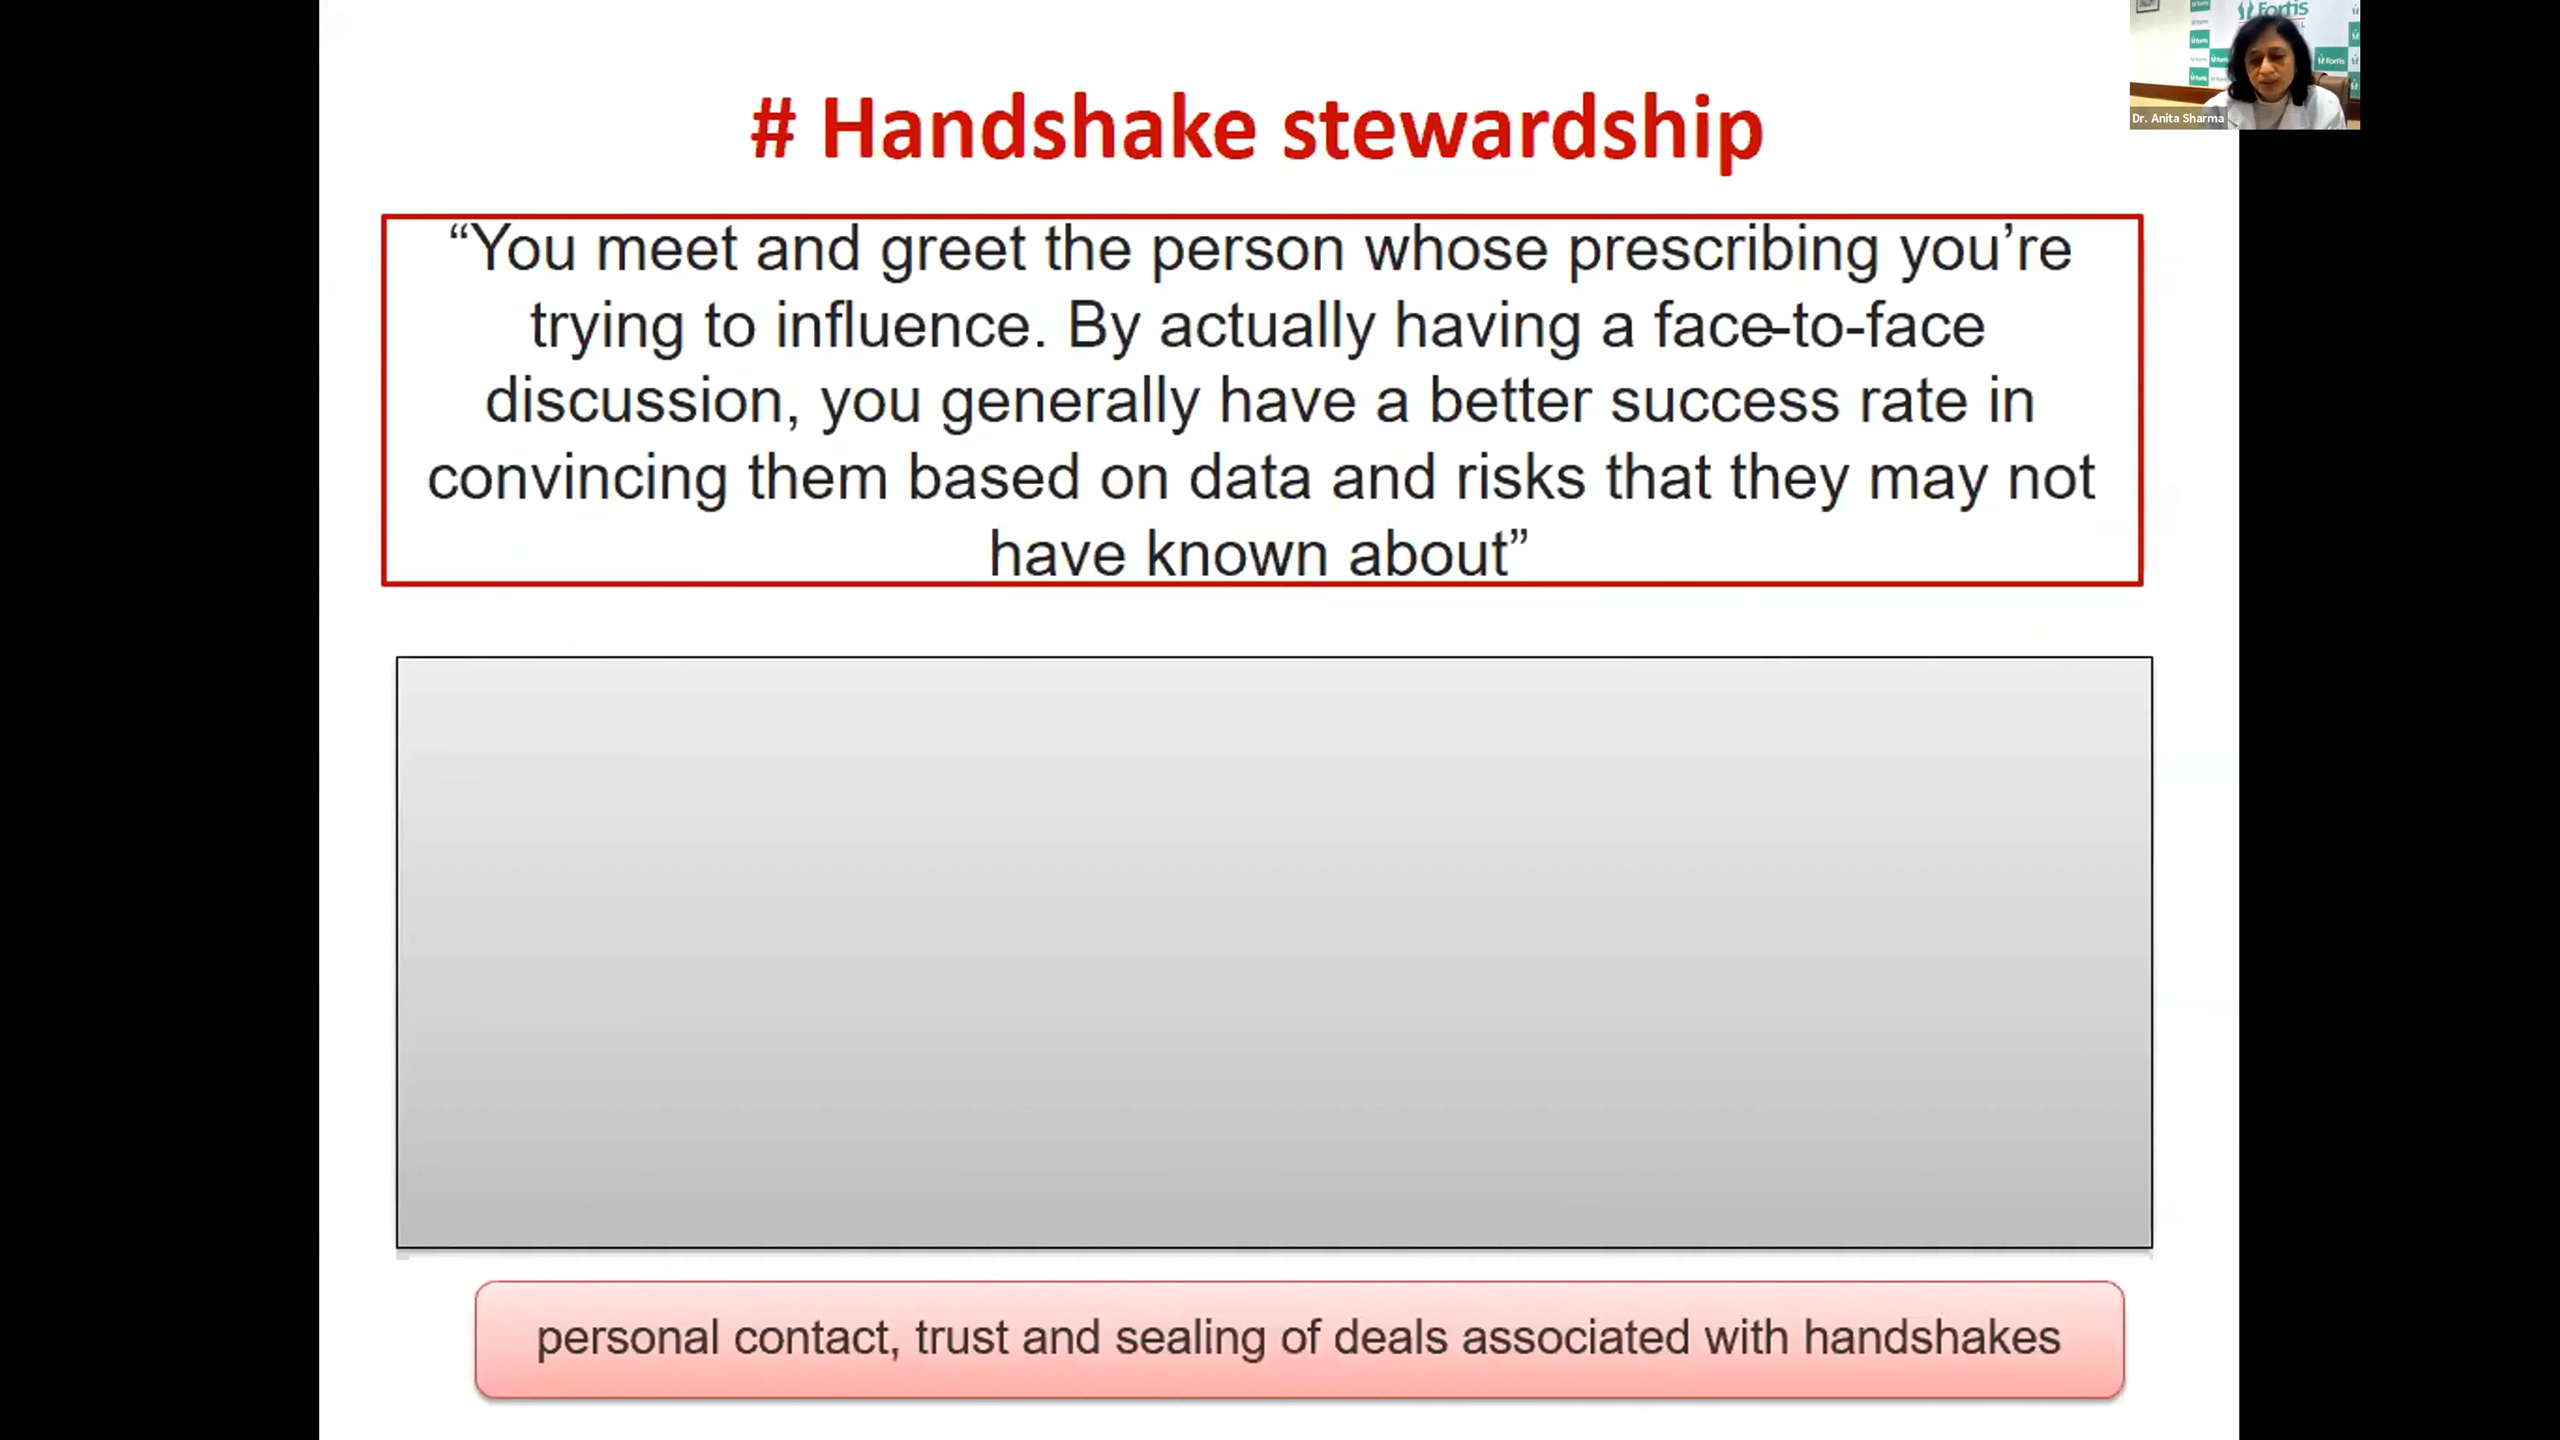 # Handshake stewardship
“You meet and greet the person whose prescribing you’re
trying to influence. By actually having a face-to-face
discussion, you generally have a better success rate in
convincing them based on data and risks that they may not
have known about”
personal contact, trust and sealing of deals associated with handshakes
Fortis
Fortis
Dr. Anita Sharma